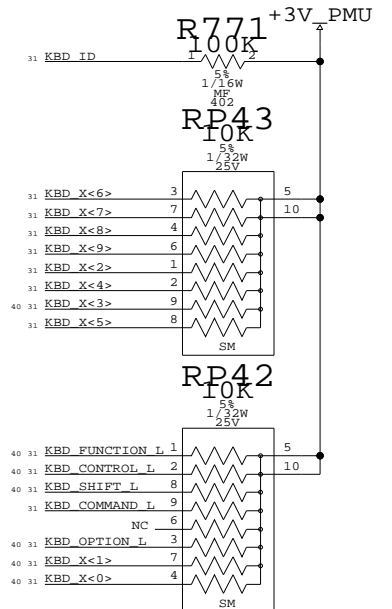 +3V_PMU
R771
100K
31 KBD_ID 1 2
5%
1/16W
MF
402
RP43
10K
5%
1/32W
25V
31 KBD_X<6> 3 5
31 KBD_X<7> 7 10
31 KBD_X<8> 4
31 KBD_X<9> 6
31 KBD_X<2> 1
31 KBD_X<4> 2
40 31 KBD_X<3> 9
31 KBD_X<5> 8
SM
RP42
10K
5%
1/32W
25V
40 31 KBD_FUNCTION_L 1 5
40 31 KBD_CONTROL_L 2 10
40 31 KBD_SHIFT_L 8
31 KBD_COMMAND_L 9
NC 6
40 31 KBD_OPTION_L 3
40 31 KBD_X<1> 7
40 31 KBD_X<0> 4
SM